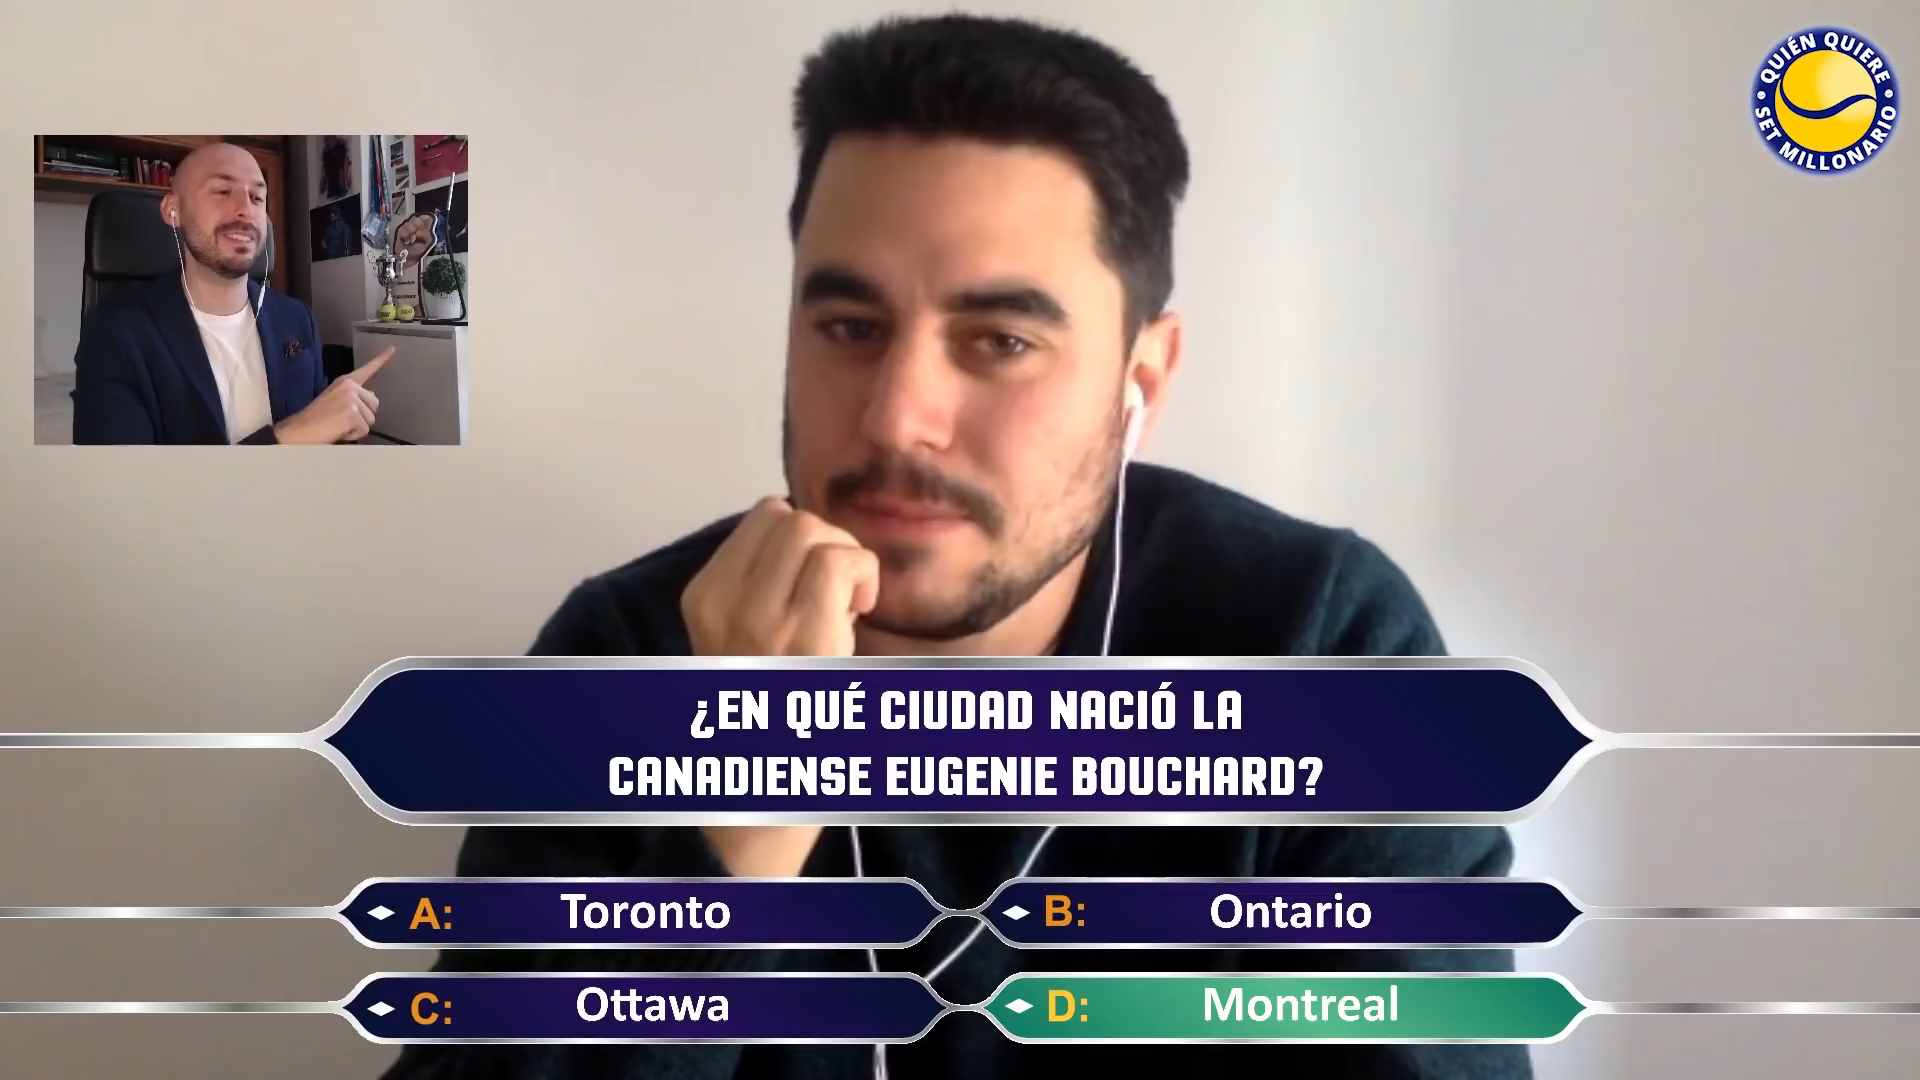 QUIÉN QUIERE
SET MILLONARIO
¿EN QUÉ CIUDAD NACIÓ LA
CANADIENSE EUGENIE BOUCHARD?
A: Toronto
B: Ontario
C: Ottawa
D: Montreal